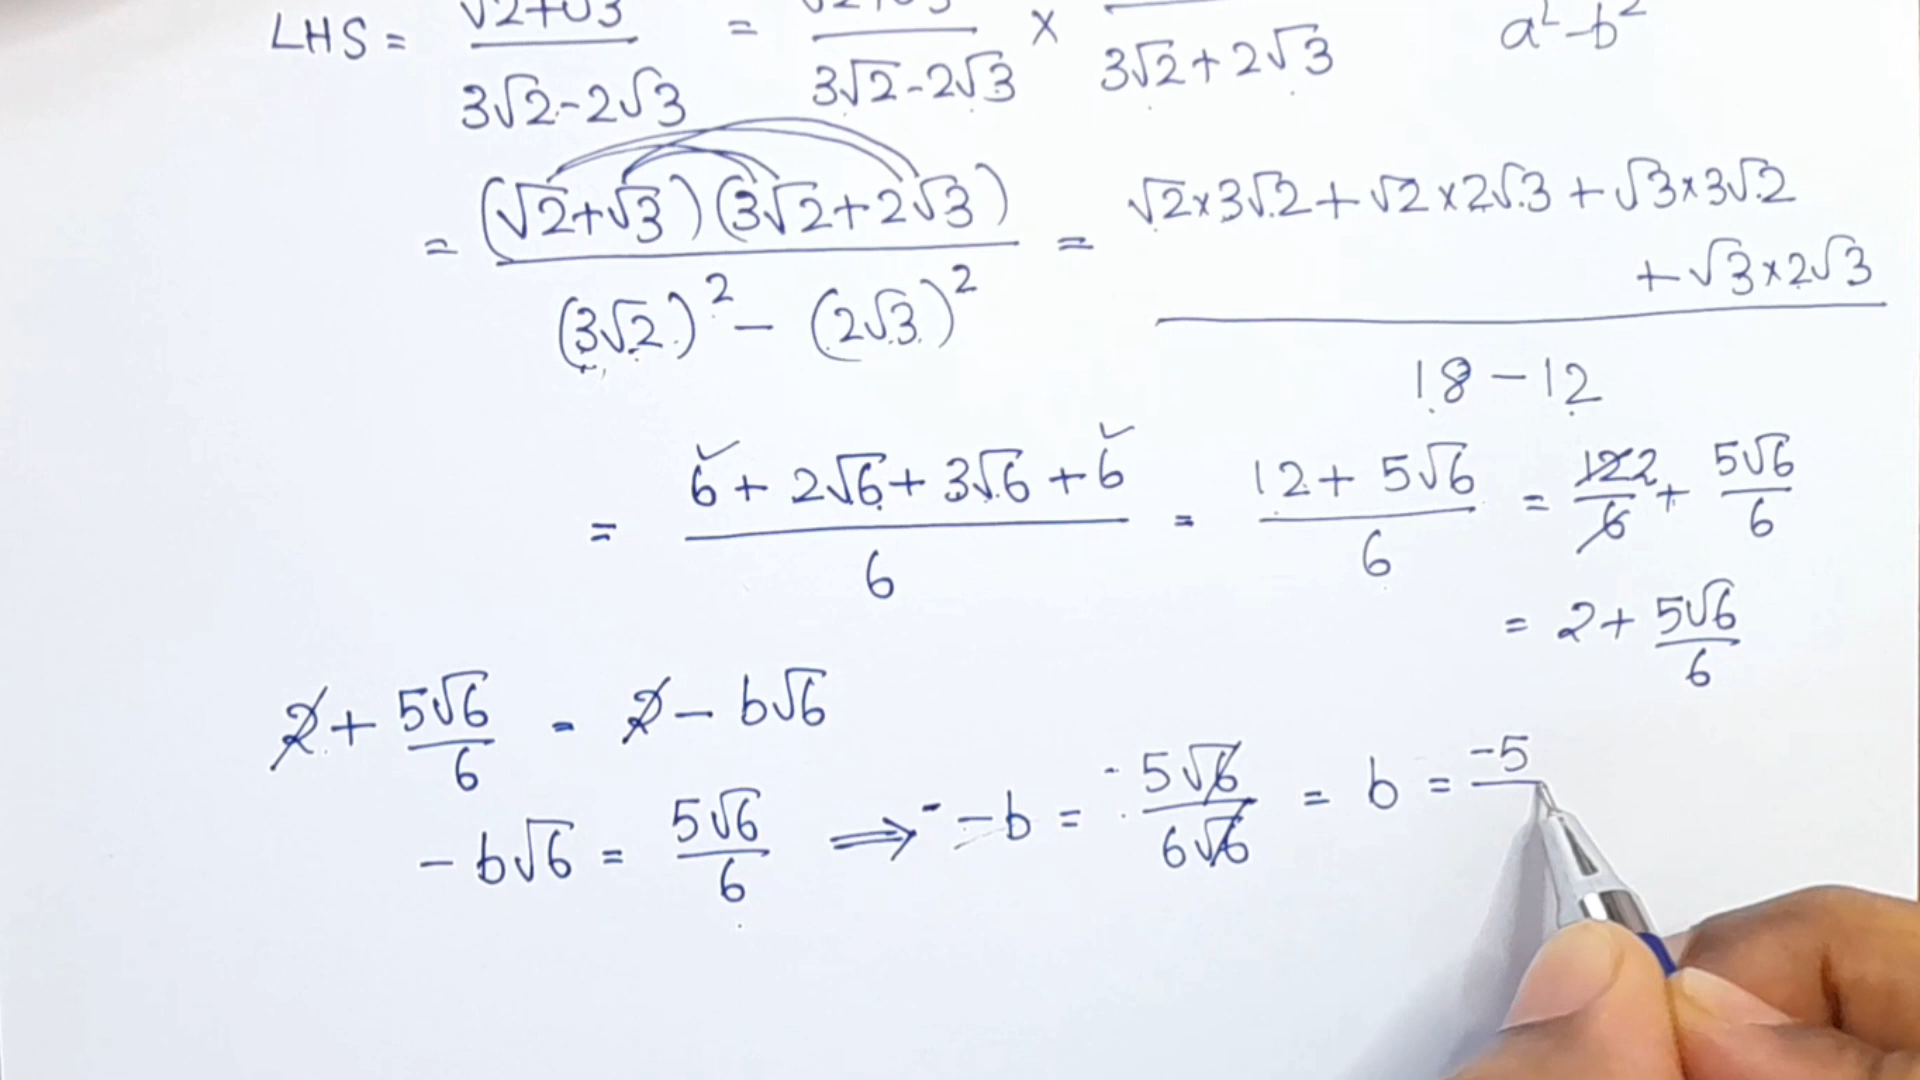 LHS = √2+√3 / 3√2-2√3 = √2+√3 / 3√2-2√3 × / 3√2+2√3 a²-b²
= (√2+√3)(3√2+2√3) / (3√2)² - (2√3)² = √2×3√2+√2×2√3+√3×3√2 +√3×2√3 / 18-12
= 6+2√6+3√6+6 / 6 = 12+5√6 / 6 = 12 2 / 6 + 5√6 / 6
= 2+ 5√6 / 6
2+ 5√6 / 6 = 2-b√6
-b√6 = 5√6 / 6 ⟹ - -b = - 5√6 / 6√6 = b = -5